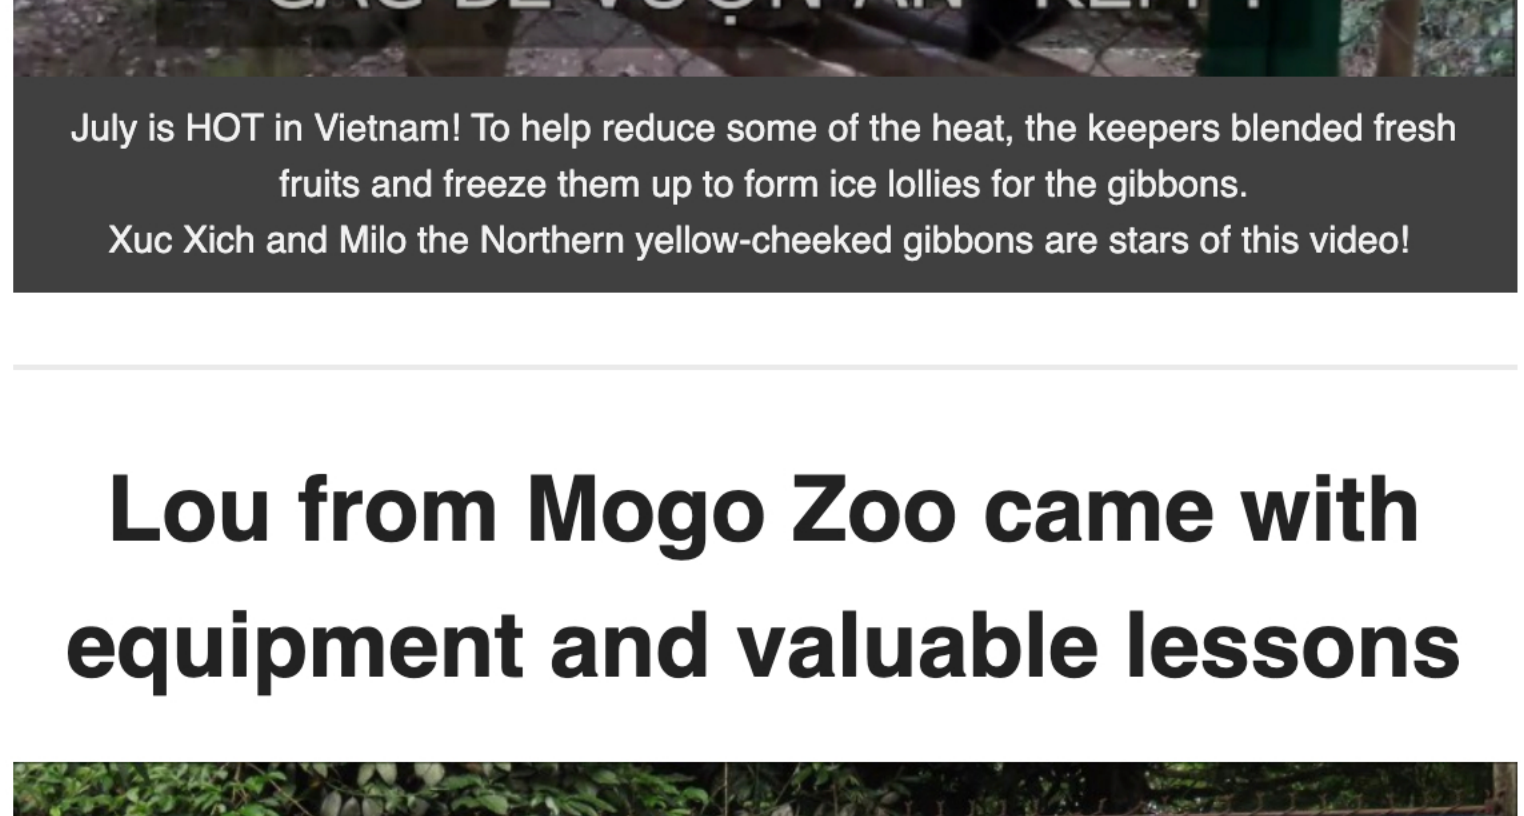 July is HOT in Vietnam! To help reduce some of the heat, the keepers blended fresh
fruits and freeze them up to form ice lollies for the gibbons.
Xuc Xich and Milo the Northern yellow-cheeked gibbons are stars of this video!
Lou from Mogo Zoo came with
equipment and valuable lessons